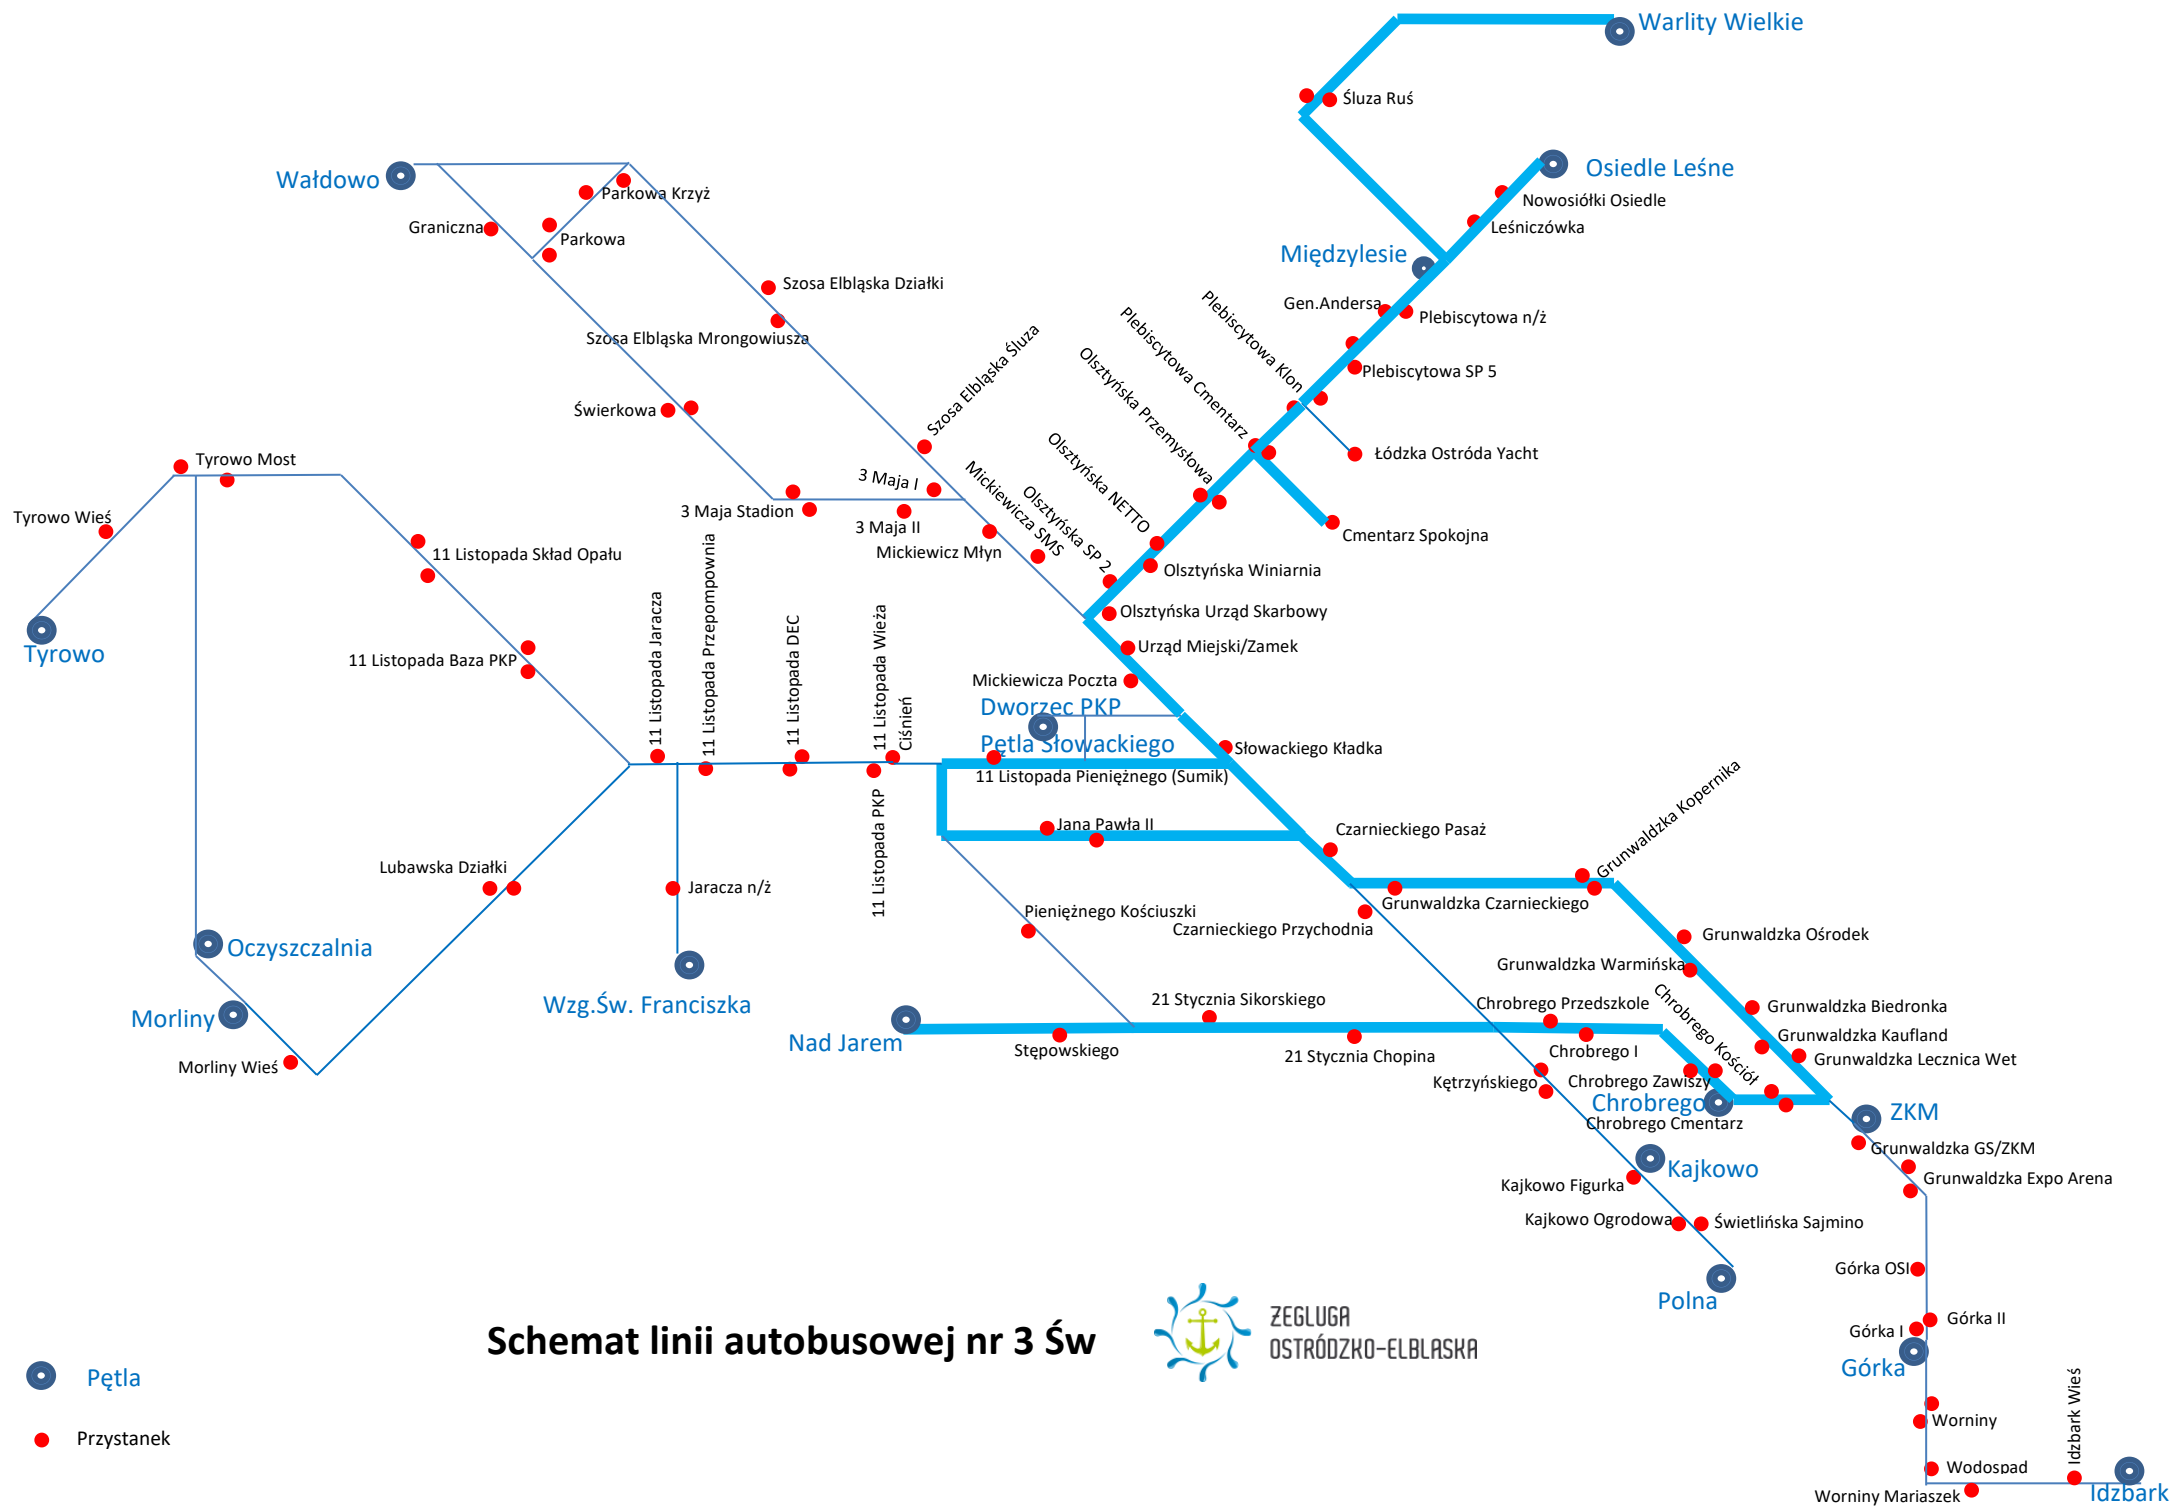 Warlity Wielkie
Śluza Ruś
Osiedle Leśne
Wałdowo
Parkowa Krzyż
Nowosiółki Osiedle
Graniczna
Parkowa
Leśniczówka
Międzylesie
Szosa Elbląska Działki
Gen.Andersa
Plebiscytowa n/ż
Szosa Elbląska Mrongowiusza
Szosa Elbląska Śluza
Plebiscytowa Klon
Plebiscytowa Cmentarz
Olsztyńska Przemysłowa
Plebiscytowa SP 5
Świerkowa
Olsztyńska NETTO
Łódzka Ostróda Yacht
Tyrowo Most
3 Maja I
Mickiewicza SMS
Olsztyńska SP 2
Tyrowo Wieś
3 Maja Stadion
3 Maja II
Mickiewicz Młyn
Cmentarz Spokojna
11 Listopada Skład Opału
Olsztyńska Winiarnia
Olsztyńska Urząd Skarbowy
Tyrowo
11 Listopada Baza PKP
11 Listopada Jaracza
11 Listopada Przepompownia
11 Listopada DEC
11 Listopada Wieża
Ciśnień
Urząd Miejski/Zamek
Mickiewicza Poczta
Dworzec PKP
Pętla Słowackiego
Słowackiego Kładka
11 Listopada Pieniężnego (Sumik)
Grunwaldzka Kopernika
11 Listopada PKP
Jana Pawła II
Czarnieckiego Pasaż
Lubawska Działki
Jaracza n/ż
Pieniężnego Kościuszki
Grunwaldzka Czarnieckiego
Czarnieckiego Przychodnia
Grunwaldzka Ośrodek
Oczyszczalnia
Grunwaldzka Warmińska
Wzg.Św. Franciszka
21 Stycznia Sikorskiego
Chrobrego Przedszkole
Chrobrego Kościół
Grunwaldzka Biedronka
Morliny
Nad Jarem
Stępowskiego
21 Stycznia Chopina
Chrobrego I
Grunwaldzka Kaufland
Grunwaldzka Lecznica Wet
Morliny Wieś
Kętrzyńskiego
Chrobrego Zawiszy
Chrobrego
ZKM
Chrobrego Cmentarz
Grunwaldzka GS/ZKM
Kajkowo
Kajkowo Figurka
Grunwaldzka Expo Arena
Kajkowo Ogrodowa
Świetlińska Sajmino
Górka OSI
Polna
Górka II
Górka I
Górka
Schemat linii autobusowej nr 3 Św
ŻEGLUGA
OSTRÓDZKO-ELBLASKA
Pętla
Przystanek
Worniny
Idzbark Wieś
Wodospad
Worniny Mariaszek
Idzbark